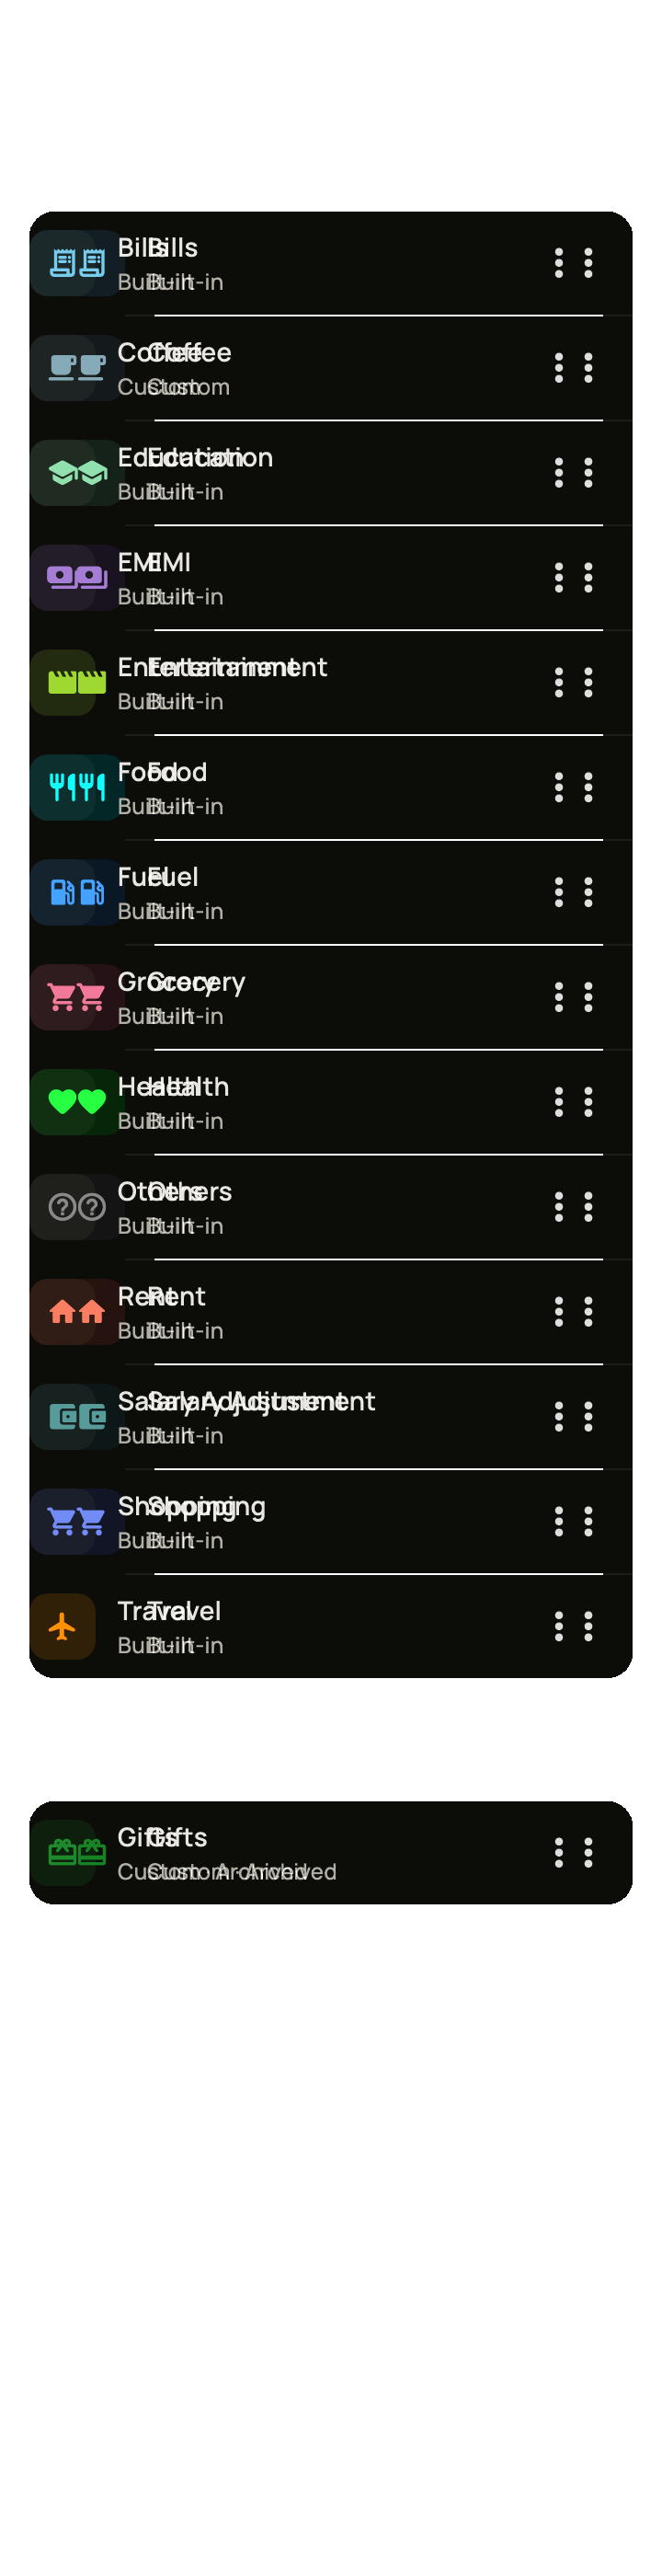 Bills
Built-in
Coffee
Custom
Education
Built-in
EMI
Built-in
Entertainment
Built-in
Food
Built-in
Fuel
Built-in
Grocery
Built-in
Health
Built-in
Others
Built-in
Rent
Built-in
Salary Adjustment
Built-in
Shopping
Built-in
Travel
Built-in
Gifts
Custom · Archived